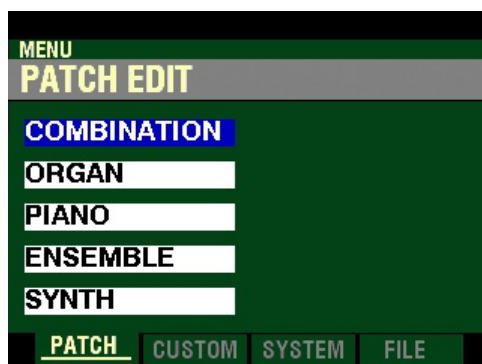 MENU
PATCH EDIT
COMBINATION
ORGAN
PIANO
ENSEMBLE
SYNTH
PATCH CUSTOM SYSTEM FILE